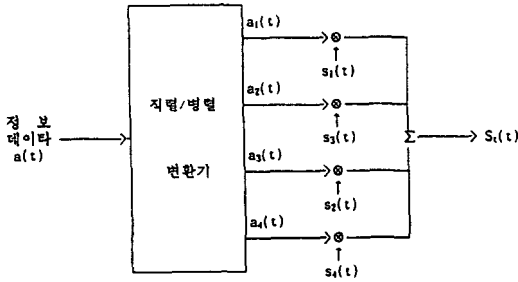 a₁(t)
s₁(t)
a₂(t)
s₃(t)
직렬/병렬
변환기
정 보
데이타
a(t)
Σ
Sₜ(t)
a₃(t)
s₂(t)
a₄(t)
s₄(t)